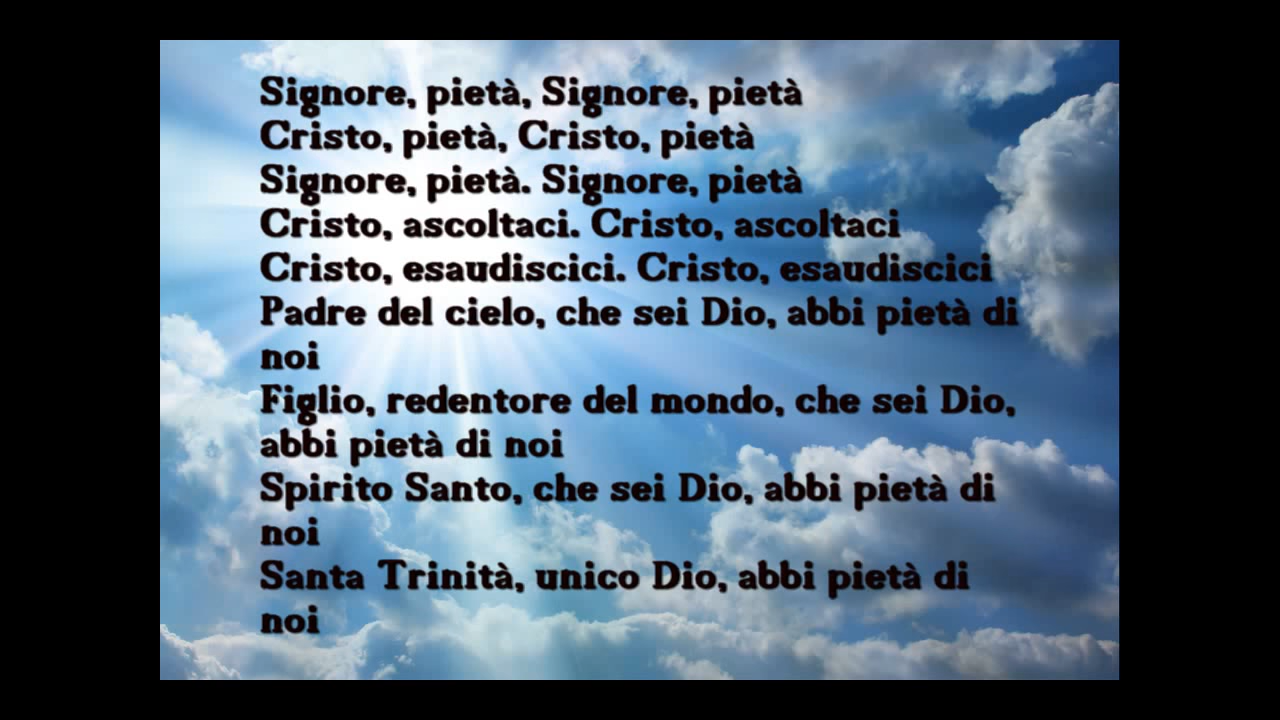 Signore, pietà, Signore, pietà
Cristo, pietà, Cristo, pietà
Signore, pietà. Signore, pietà
Cristo, ascoltaci. Cristo, ascoltaci
Cristo, esaudiscici. Cristo, esaudiscici
Padre del cielo, che sei Dio, abbi pietà di
noi
Figlio, redentore del mondo, che sei Dio,
abbi pietà di noi
Spirito Santo, che sei Dio, abbi pietà di
noi
Santa Trinità, unico Dio, abbi pietà di
noi